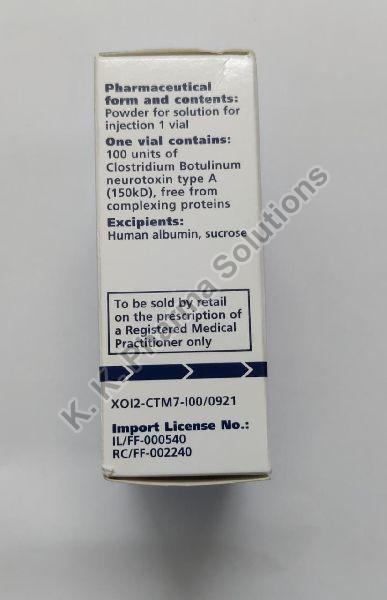 Pharmaceutical
form and contents:
Powder for solution for
injection 1 vial
One vial contains:
100 units of
Clostridium Botulinum
neurotoxin type A
(150kD), free from
complexing proteins
Excipients:
Human albumin, sucrose
To be sold by retail
on the prescription of
a Registered Medical
Practitioner only
XOI2-CTM7-I00/0921
Import License No.:
IL/FF-000540
RC/FF-002240
K. K. Pharma Solutions